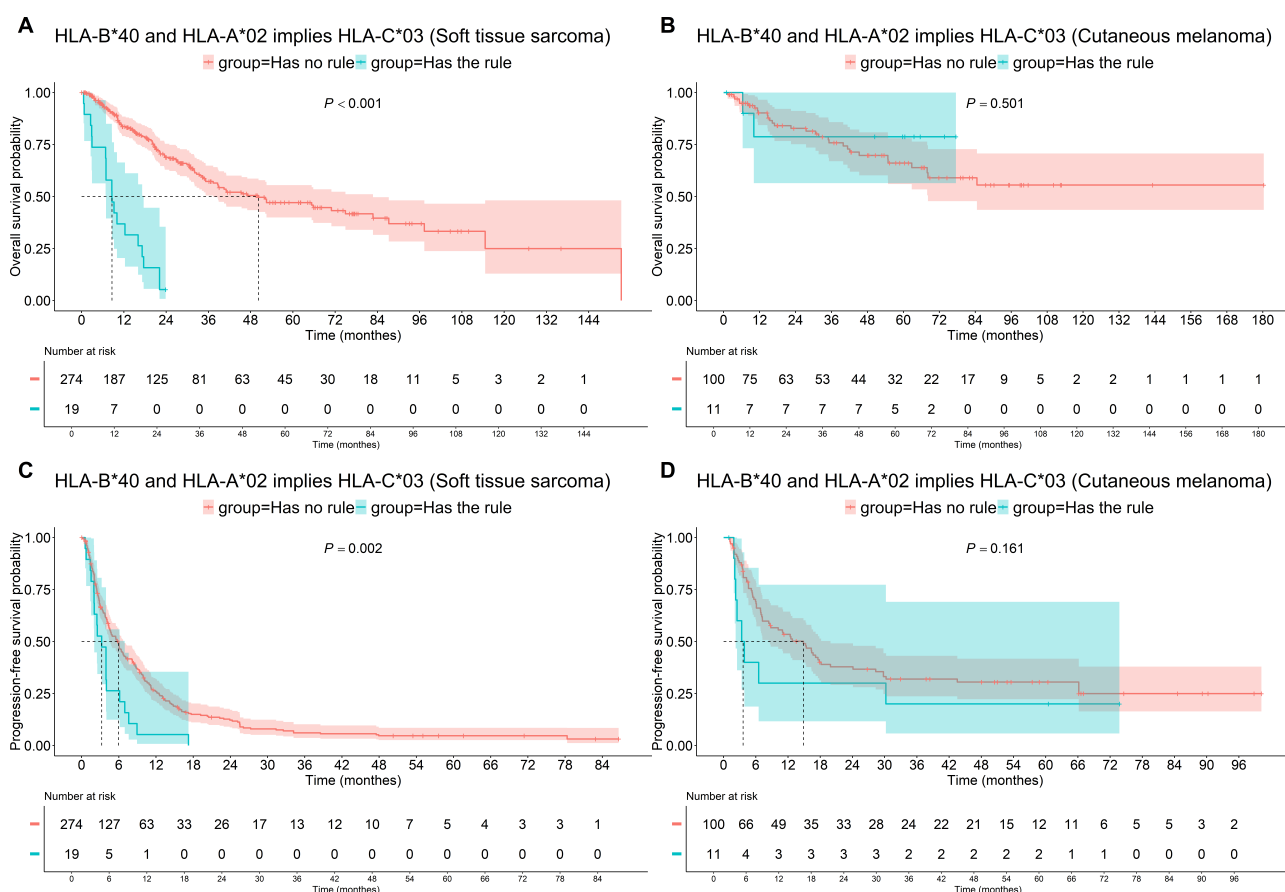 A
HLA-B*40 and HLA-A*02 implies HLA-C*03 (Soft tissue sarcoma)
group=Has no rule group=Has the rule
P < 0.001
Overall survival probability
1.00
0.75
0.50
0.25
0.00
0 12 24 36 48 60 72 84 96 108 120 132 144
Time (monthes)
Number at risk
274 187 125 81 63 45 30 18 11 5 3 2 1
19 7 0 0 0 0 0 0 0 0 0 0 0
0 12 24 36 48 60 72 84 96 108 120 132 144
Time (monthes)
B
HLA-B*40 and HLA-A*02 implies HLA-C*03 (Cutaneous melanoma)
group=Has no rule group=Has the rule
P = 0.501
Overall survival probability
1.00
0.75
0.50
0.25
0.00
0 12 24 36 48 60 72 84 96 108 120 132 144 156 168 180
Time (monthes)
Number at risk
100 75 63 53 44 32 22 17 9 5 2 2 1 1 1 1
11 7 7 7 7 5 2 0 0 0 0 0 0 0 0 0
0 12 24 36 48 60 72 84 96 108 120 132 144 156 168 180
Time (monthes)
C
HLA-B*40 and HLA-A*02 implies HLA-C*03 (Soft tissue sarcoma)
group=Has no rule group=Has the rule
P = 0.002
Progression-free survival probability
1.00
0.75
0.50
0.25
0.00
0 6 12 18 24 30 36 42 48 54 60 66 72 78 84
Time (monthes)
Number at risk
274 127 63 33 26 17 13 12 10 7 5 4 3 3 1
19 5 1 0 0 0 0 0 0 0 0 0 0 0 0
0 6 12 18 24 30 36 42 48 54 60 66 72 78 84
Time (monthes)
D
HLA-B*40 and HLA-A*02 implies HLA-C*03 (Cutaneous melanoma)
group=Has no rule group=Has the rule
P = 0.161
Progression-free survival probability
1.00
0.75
0.50
0.25
0.00
0 6 12 18 24 30 36 42 48 54 60 66 72 78 84 90 96
Time (monthes)
Number at risk
100 66 49 35 33 28 24 22 21 15 12 11 6 5 5 3 2
11 4 3 3 3 3 2 2 2 2 2 1 1 0 0 0 0
0 6 12 18 24 30 36 42 48 54 60 66 72 78 84 90 96
Time (monthes)